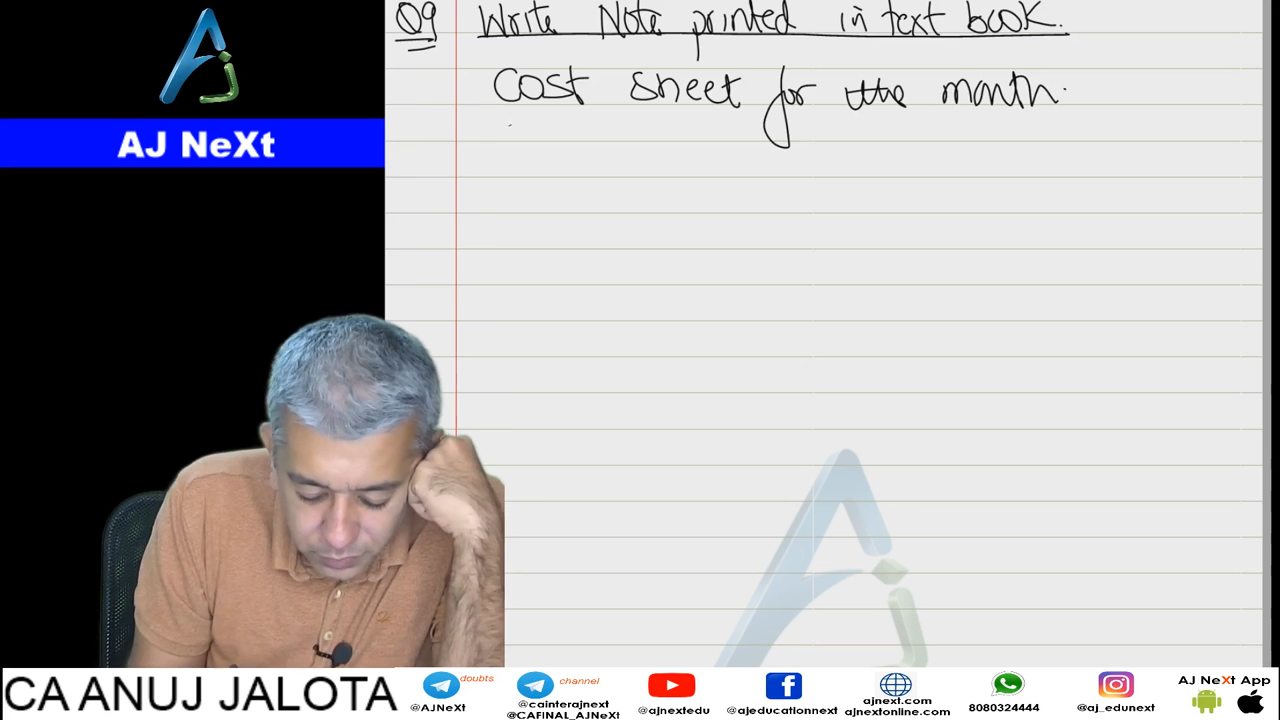 Q9 Write Note printed in text book.
Cost sheet for the month.
AJ NeXt
CA ANUJ JALOTA
doubts
@AJNeXt
channel
@cainterajnext
@CAFINAL_AJNeXt
@ajnextedu
@ajeducationnext
ajnext.com
ajnextonline.com
8080324444
@aj_edunext
AJ NeXt App